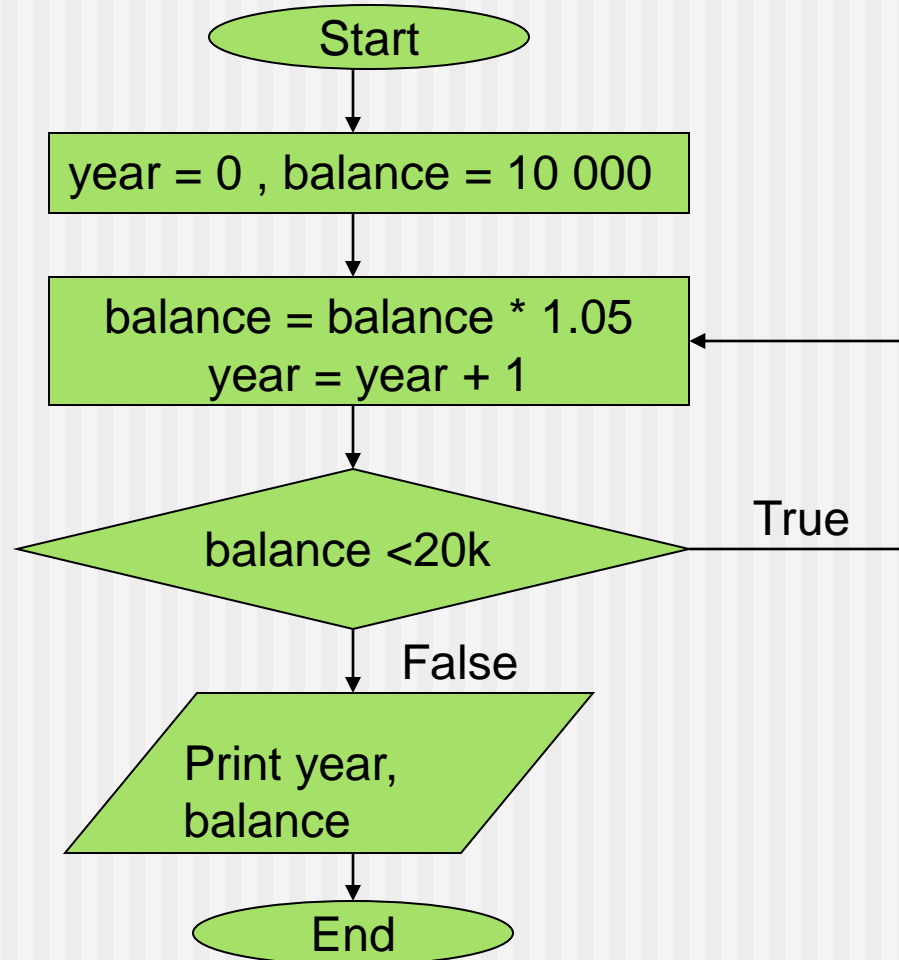 Start
year = 0 , balance = 10 000
balance = balance * 1.05
year = year + 1
balance <20k
True
False
Print year,
balance
End